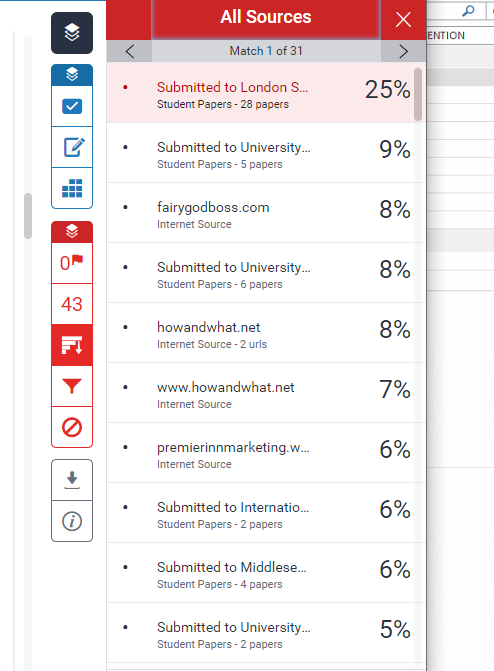 All Sources
Match 1 of 31
ENTION
Submitted to London S...
25%
Student Papers - 28 papers
Submitted to University...
9%
Student Papers - 5 papers
fairygodboss.com
8%
Internet Source
Submitted to University...
8%
Student Papers - 6 papers
howandwhat.net
8%
Internet Source - 2 urls
www.howandwhat.net
7%
Internet Source
premierinnmarketing.w...
6%
Internet Source
Submitted to Internatio...
6%
Student Papers - 2 papers
Submitted to Middlese...
6%
Student Papers - 4 papers
Submitted to University...
5%
Student Papers - 2 papers
0
43